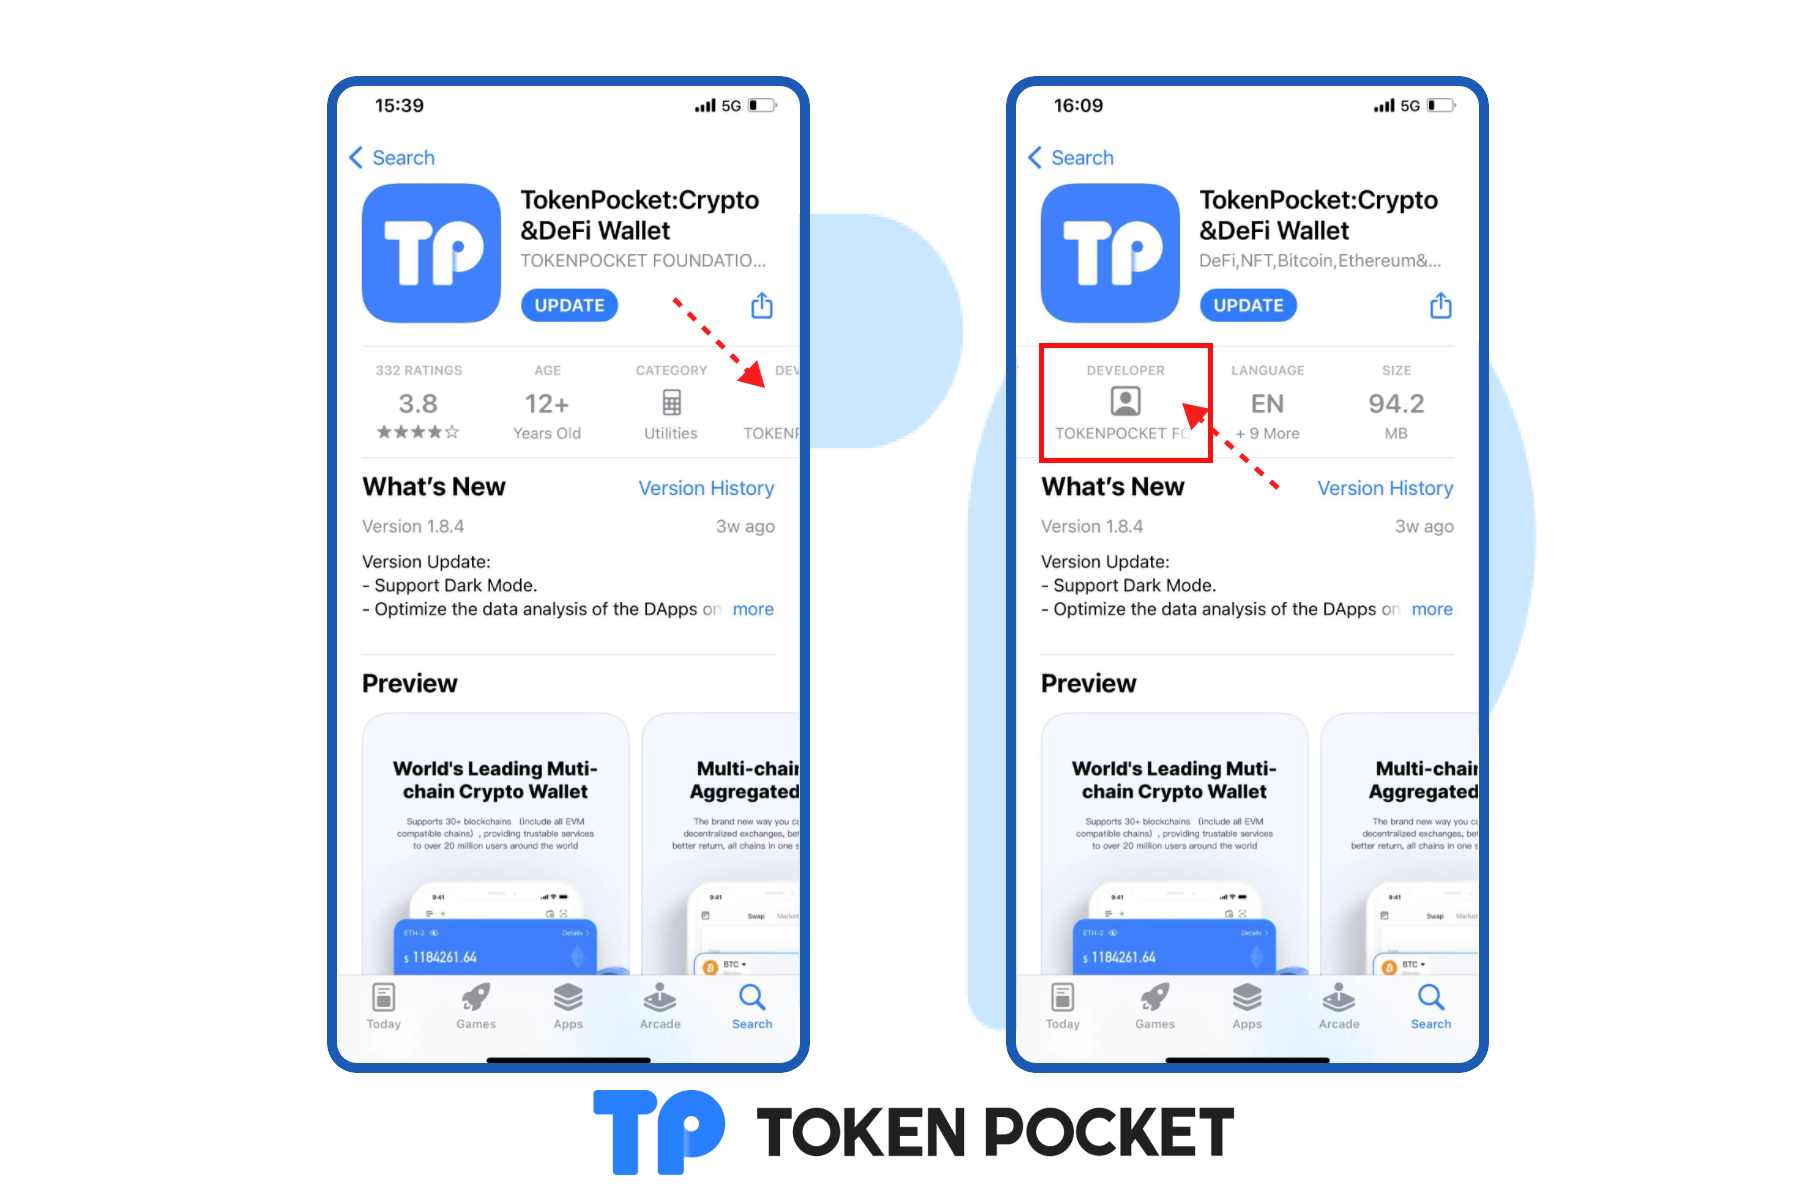 15:39
5G
Search
TokenPocket:Crypto
&DeFi Wallet
TOKENPOCKET FOUNDATIO...
UPDATE
332 RATINGS
AGE
CATEGORY
DEV
3.8
12+
Years Old
Utilities
TOKENP
What's New
Version History
Version 1.8.4
3w ago
Version Update:
- Support Dark Mode.
- Optimize the data analysis of the DApps on more
Preview
World's Leading Muti-
chain Crypto Wallet
Supports 30+ blockchains （include all EVM
compatible chains）, providing trustable services
to over 20 million users around the world
9:41
ETH-2
Details
$ 1184261.64
Multi-chain
Aggregated
The brand new way you ca
decentralized exchanges, bet
better return, all chains in one s
9:41
Swap Market
BTC
Today
Games
Apps
Arcade
Search
16:09
5G
Search
TokenPocket:Crypto
&DeFi Wallet
DeFi,NFT,Bitcoin,Ethereum&...
UPDATE
DEVELOPER
LANGUAGE
SIZE
EN
94.2
TOKENPOCKET FO
+ 9 More
MB
What's New
Version History
Version 1.8.4
3w ago
Version Update:
- Support Dark Mode.
- Optimize the data analysis of the DApps on more
Preview
World's Leading Muti-
chain Crypto Wallet
Supports 30+ blockchains （include all EVM
compatible chains）, providing trustable services
to over 20 million users around the world
9:41
ETH-2
Details
$ 1184261.64
Multi-chain
Aggregated
The brand new way you ca
decentralized exchanges, bet
better return, all chains in one s
9:41
Swap Market
BTC
Today
Games
Apps
Arcade
Search
TP TOKEN POCKET